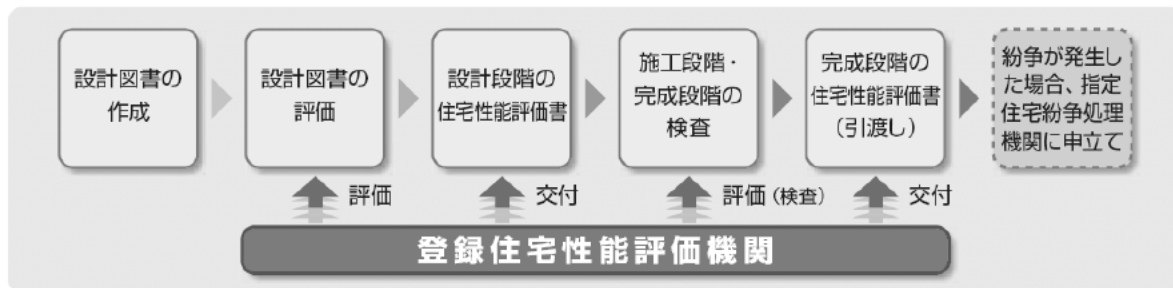 設計図書の
作成
設計図書の
評価
設計段階の
住宅性能評価書
施工段階・
完成段階の
検査
完成段階の
住宅性能評価書
（引渡し）
紛争が発生し
た場合、指定
住宅紛争処理
機関に申立て
評価
交付
評価（検査）
交付
登録住宅性能評価機関